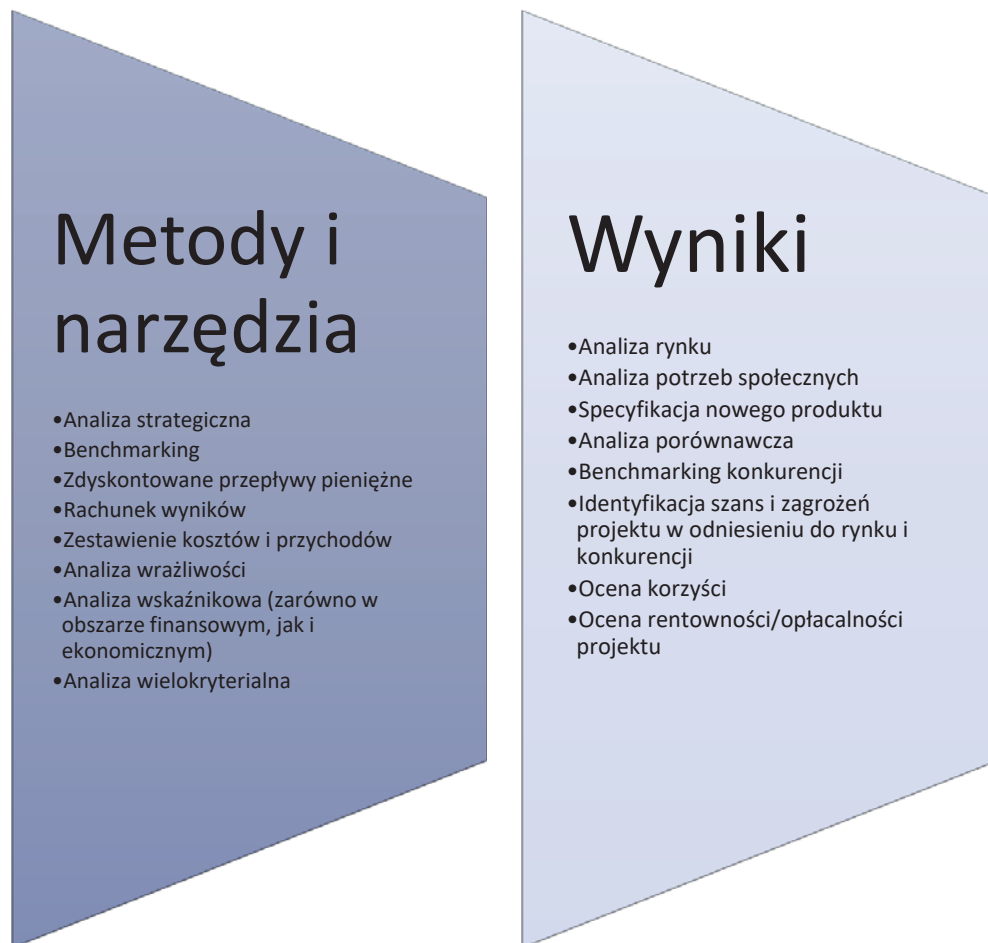 Metody i
narzędzia
•Analiza strategiczna
•Benchmarking
•Zdyskontowane przepływy pieniężne
•Rachunek wyników
•Zestawienie kosztów i przychodów
•Analiza wrażliwości
•Analiza wskaźnikowa (zarówno w
obszarze finansowym, jak i
ekonomicznym)
•Analiza wielokryterialna
Wyniki
•Analiza rynku
•Analiza potrzeb społecznych
•Specyfikacja nowego produktu
•Analiza porównawcza
•Benchmarking konkurencji
•Identyfikacja szans i zagrożeń
projektu w odniesieniu do rynku i
konkurencji
•Ocena korzyści
•Ocena rentowności/opłacalności
projektu